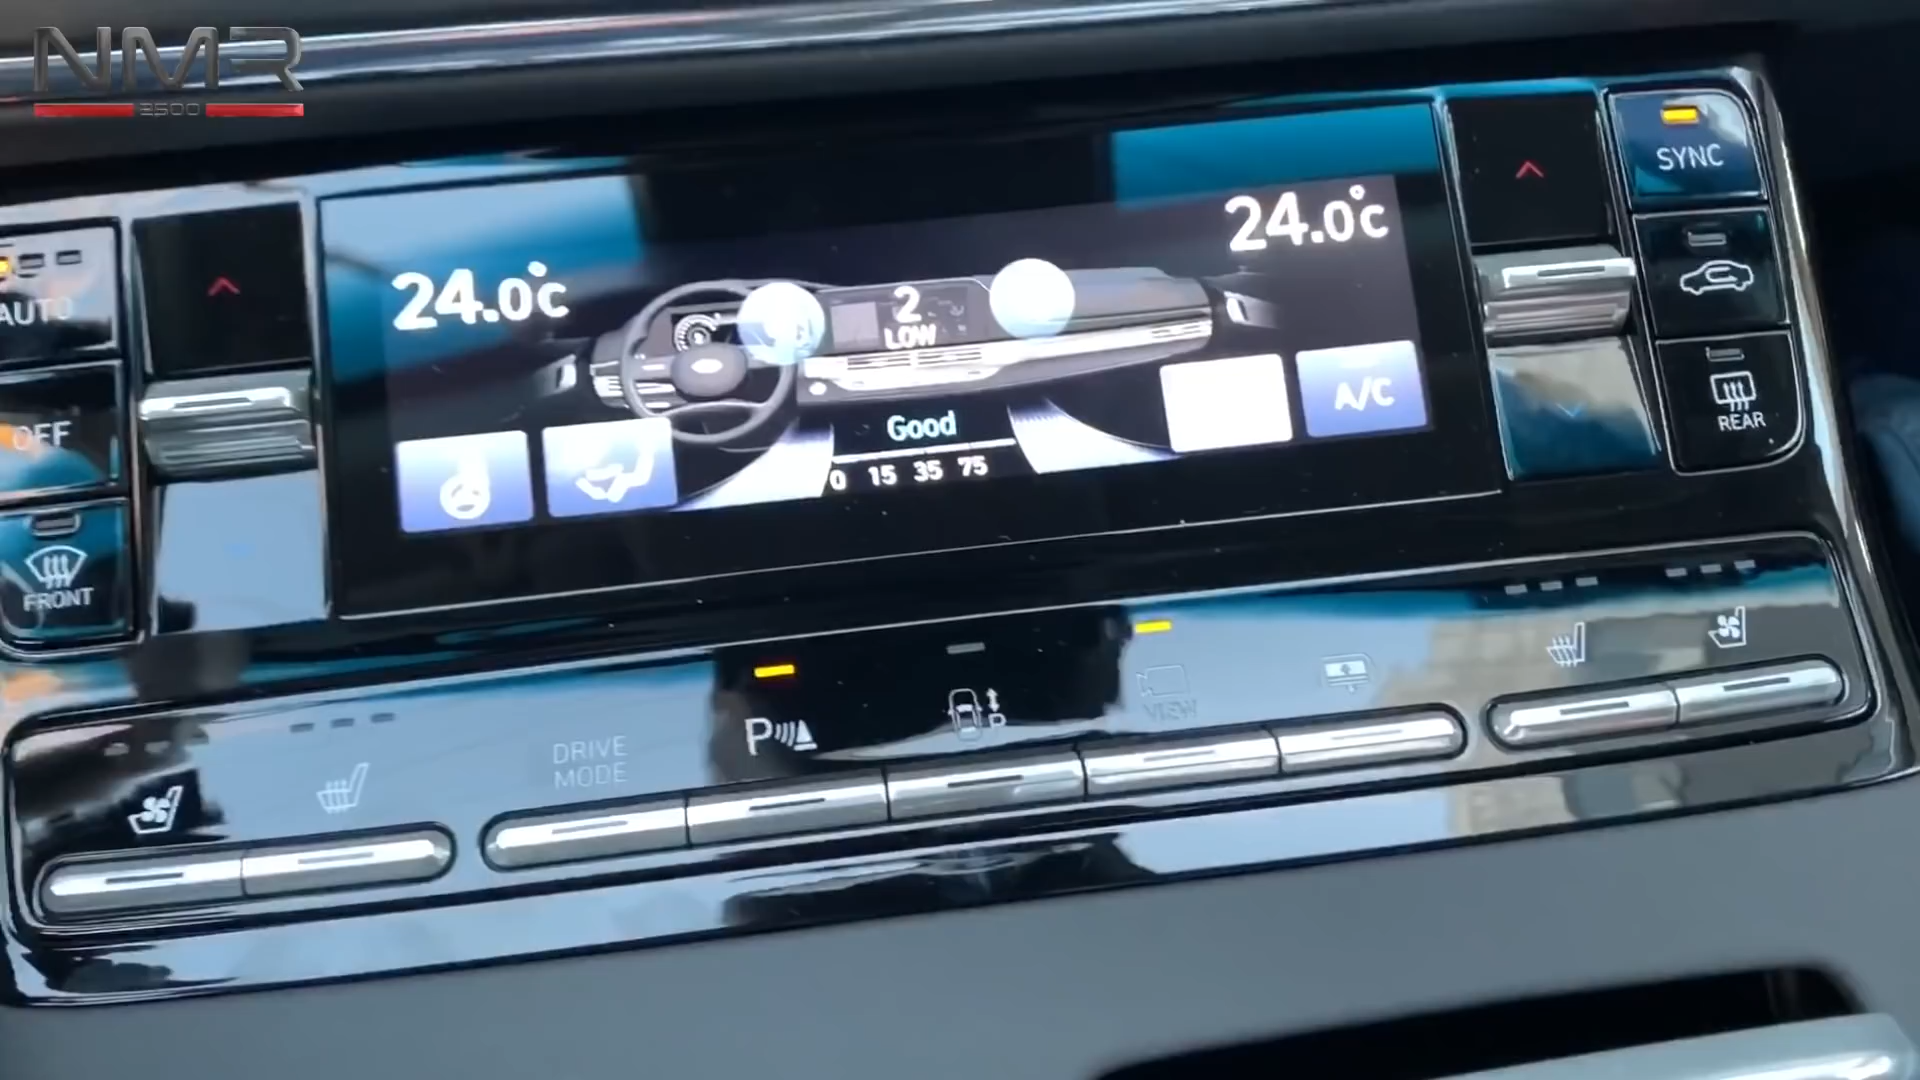 NMR
2500
SYNC
24.0°C
24.0°C
AUTO
2
LOW
A/C
OFF
Good
REAR
0 15 35 75
FRONT
P
VIEW
P
DRIVE
MODE